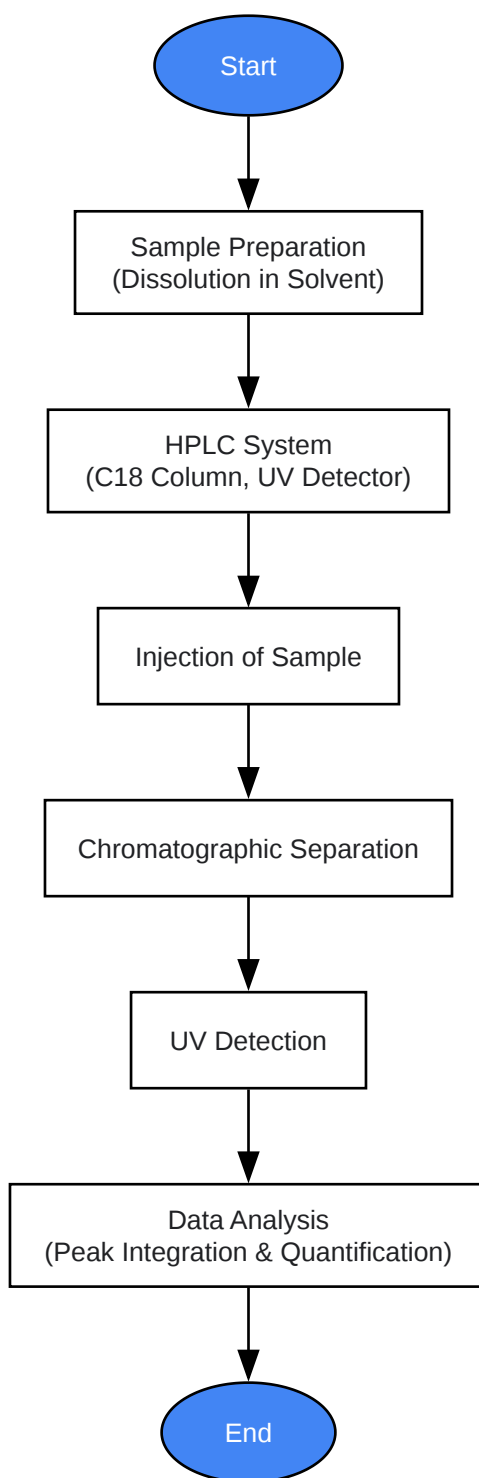 Start
Sample Preparation
(Dissolution in Solvent)
HPLC System
(C18 Column, UV Detector)
Injection of Sample
Chromatographic Separation
UV Detection
Data Analysis
(Peak Integration & Quantification)
End